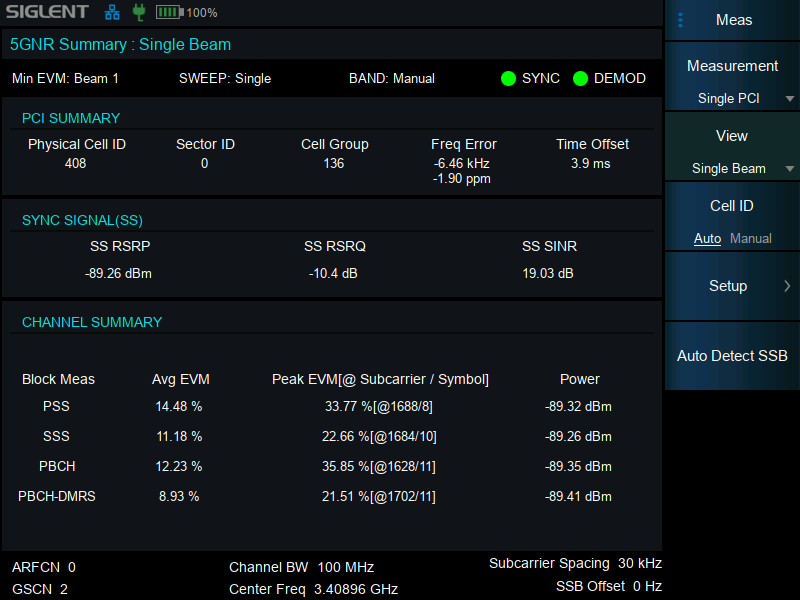 SIGLENT 100%
5GNR Summary : Single Beam
Min EVM: Beam 1 SWEEP: Single BAND: Manual SYNC DEMOD
PCI SUMMARY
Physical Cell ID Sector ID Cell Group Freq Error Time Offset
408 0 136 -6.46 kHz 3.9 ms
-1.90 ppm
SYNC SIGNAL(SS)
SS RSRP SS RSRQ SS SINR
-89.26 dBm -10.4 dB 19.03 dB
CHANNEL SUMMARY
Block Meas Avg EVM Peak EVM[@ Subcarrier / Symbol] Power
PSS 14.48 % 33.77 %[@1688/8] -89.32 dBm
SSS 11.18 % 22.66 %[@1684/10] -89.26 dBm
PBCH 12.23 % 35.85 %[@1628/11] -89.35 dBm
PBCH-DMRS 8.93 % 21.51 %[@1702/11] -89.41 dBm
ARFCN 0 Channel BW 100 MHz Subcarrier Spacing 30 kHz
GSCN 2 Center Freq 3.40896 GHz SSB Offset 0 Hz
Meas
Measurement
Single PCI
View
Single Beam
Cell ID
Auto Manual
Setup
Auto Detect SSB